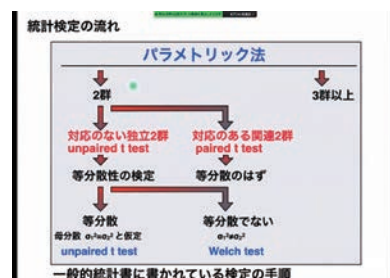 統計検定の流れ
パラメトリック法
2群
3群以上
対応のない独立2群
unpaired t test
対応のある関連2群
paired t test
等分散性の検定
等分散のはず
等分散
母分散 σ₁²=σ₂² と仮定
unpaired t test
等分散でない
σ₁²≠σ₂²
Welch test
一般的統計書に書かれている検定の手順